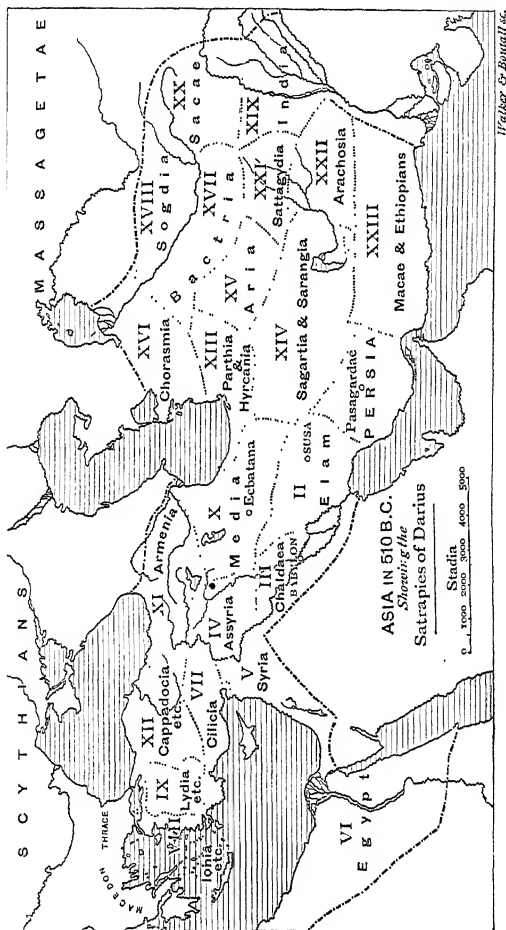 SCYTHIANS
MASSAGETAE
MACEDON
THRACE
VIII
Ionia etc.
IX
Lydia
etc.
XII
Cappadocia
etc.
VII
Cilicia
XI
Armenia
IV
Assyria
V
Syria
VI
Egypt
III
Chaldaea
BABYLON
X
Media
Ecbatana
II
SUSA
Elam
XVI
Chorasmia
XIII
Parthia
&
Hyrcania
XVIII
Sogdia
XX
Sacae
XVII
Bactria
XV
Aria
XIX
India
XXI
Sattagydia
XIV
Sagartia & Sarangia
XXII
Arachosia
XXIII
Macae & Ethiopians
Pasagardae
PERSIA
ASIA IN 510 B.C.
Showing the
Satrapies of Darius
Stadia
0 1000 2000 3000 4000 5000
Walker & Boutall sc.